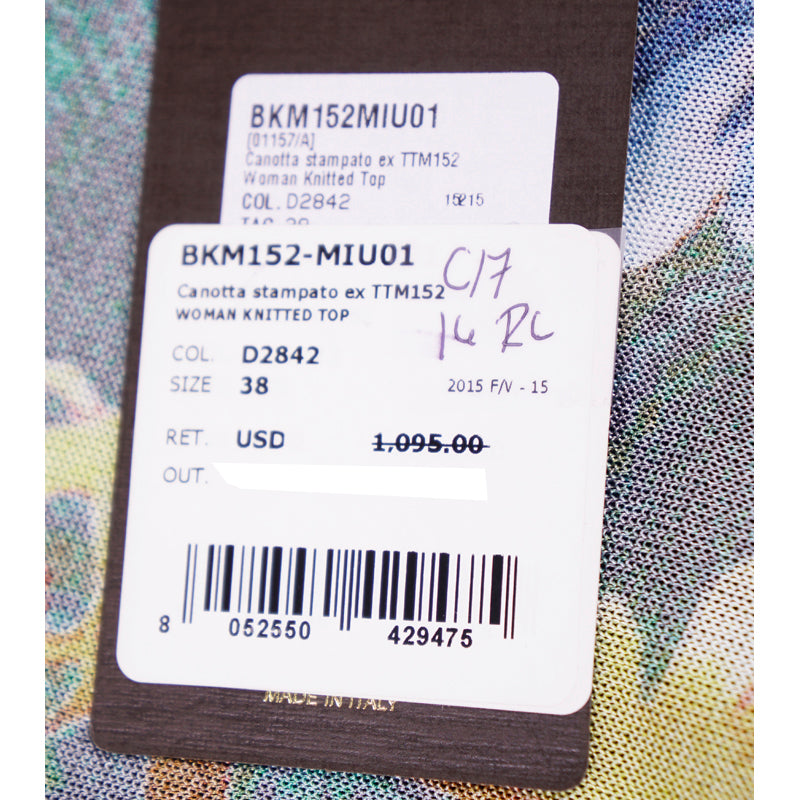 BKM152MIU01
[01157/A]
Canotta stampato ex TTM152
Woman Knitted Top
COL. D2842 15215
BKM152-MIU01
Canotta stampato ex TTM152
WOMAN KNITTED TOP
C17
COL. D2842
SIZE 38 2015 F/V - 15
RET. USD 1,095.00
OUT.
8 052550 429475
MADE IN ITALY